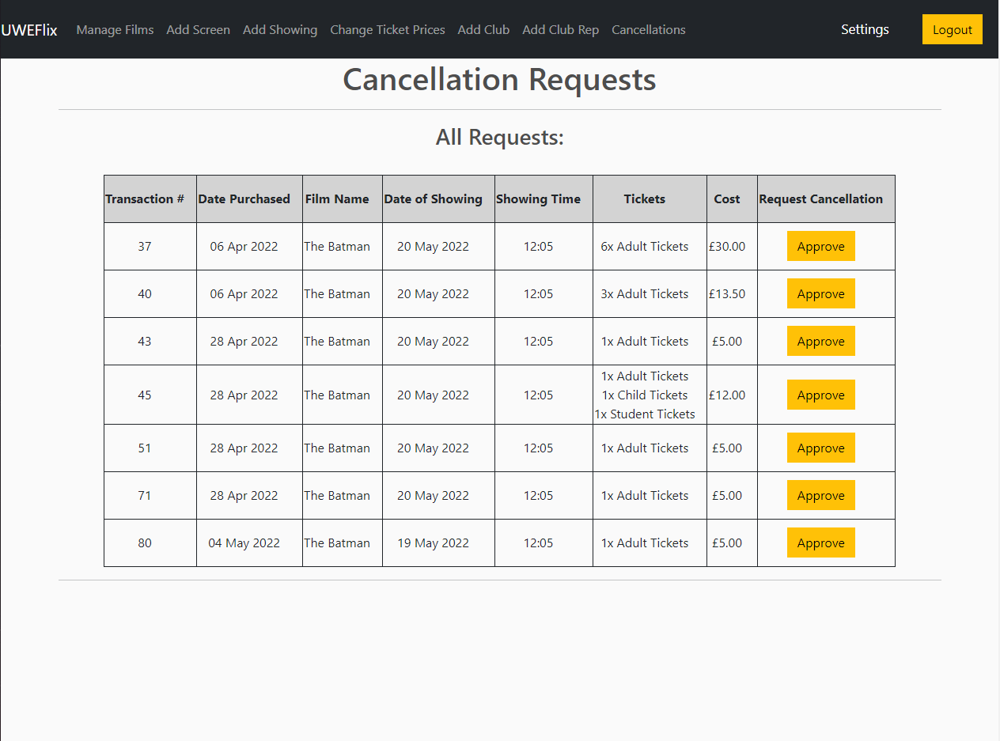 UWEFlix Manage Films Add Screen Add Showing Change Ticket Prices Add Club Add Club Rep Cancellations Settings Logout
Cancellation Requests
All Requests:
Transaction # Date Purchased Film Name Date of Showing Showing Time Tickets Cost Request Cancellation
37 06 Apr 2022 The Batman 20 May 2022 12:05 6x Adult Tickets £30.00 Approve
40 06 Apr 2022 The Batman 20 May 2022 12:05 3x Adult Tickets £13.50 Approve
43 28 Apr 2022 The Batman 20 May 2022 12:05 1x Adult Tickets £5.00 Approve
1x Adult Tickets
45 28 Apr 2022 The Batman 20 May 2022 12:05 1x Child Tickets £12.00 Approve
1x Student Tickets
51 28 Apr 2022 The Batman 20 May 2022 12:05 1x Adult Tickets £5.00 Approve
71 28 Apr 2022 The Batman 20 May 2022 12:05 1x Adult Tickets £5.00 Approve
80 04 May 2022 The Batman 19 May 2022 12:05 1x Adult Tickets £5.00 Approve